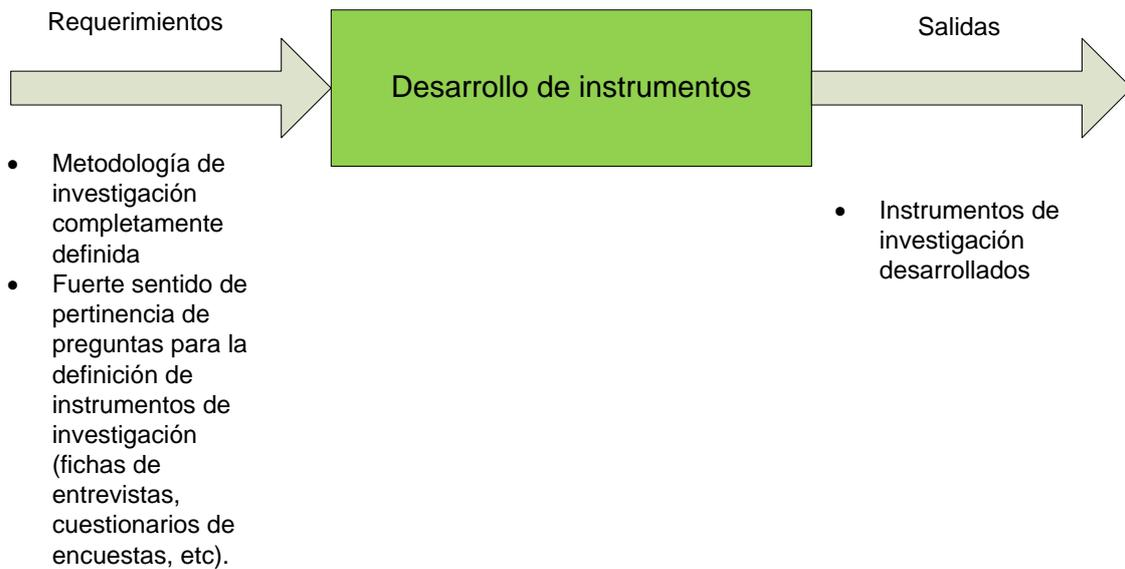 Requerimientos
Desarrollo de instrumentos
Salidas
• Metodología de
investigación
completamente
definida
• Fuerte sentido de
pertinencia de
preguntas para la
definición de
instrumentos de
investigación
(fichas de
entrevistas,
cuestionarios de
encuestas, etc).
• Instrumentos de
investigación
desarrollados